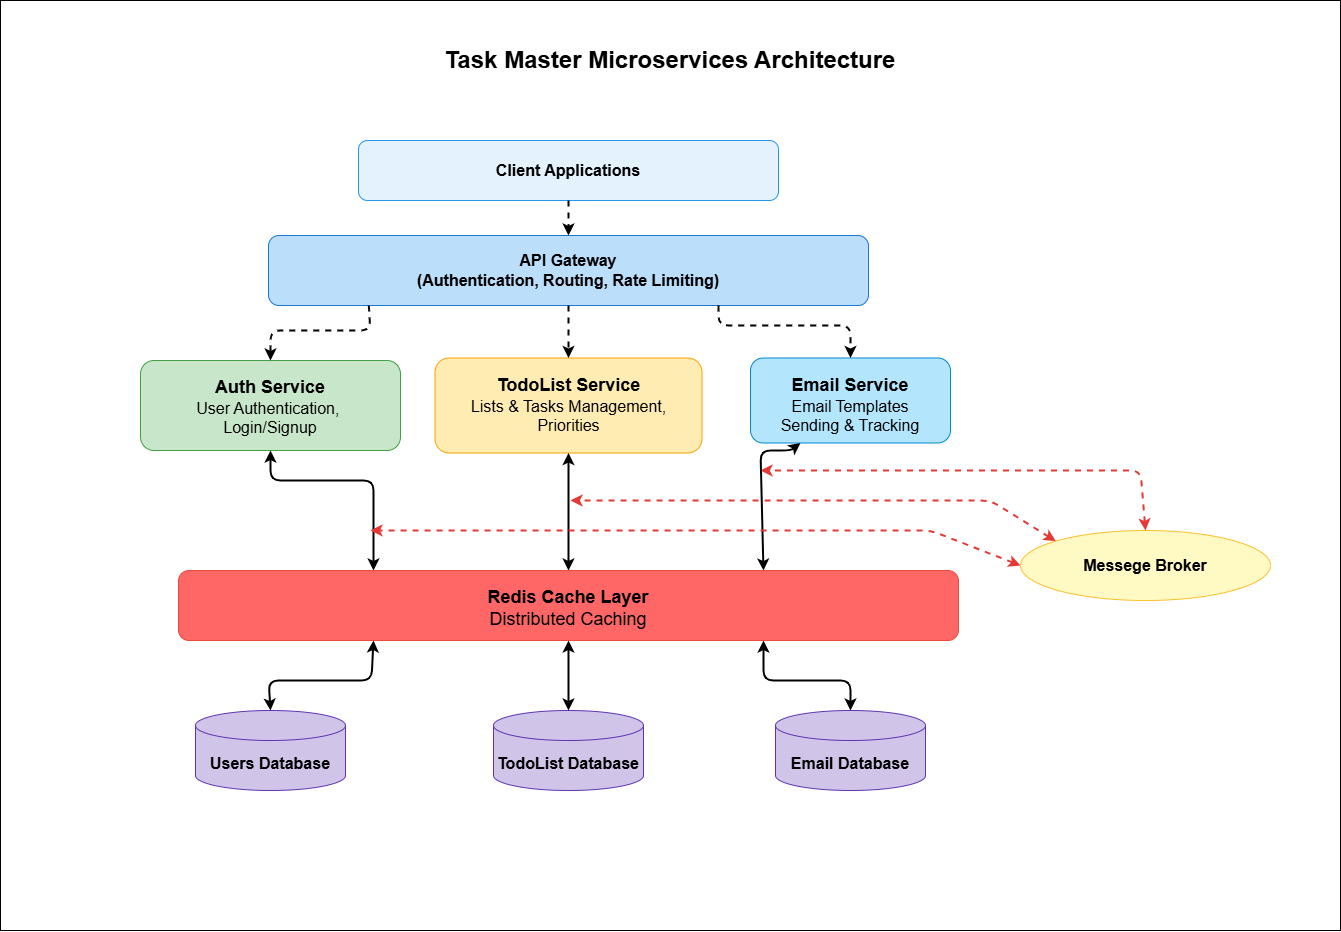 Task Master Microservices Architecture
Client Applications
API Gateway
(Authentication, Routing, Rate Limiting)
Auth Service
User Authentication,
Login/Signup
TodoList Service
Lists & Tasks Management,
Priorities
Email Service
Email Templates
Sending & Tracking
Messege Broker
Redis Cache Layer
Distributed Caching
Users Database
TodoList Database
Email Database